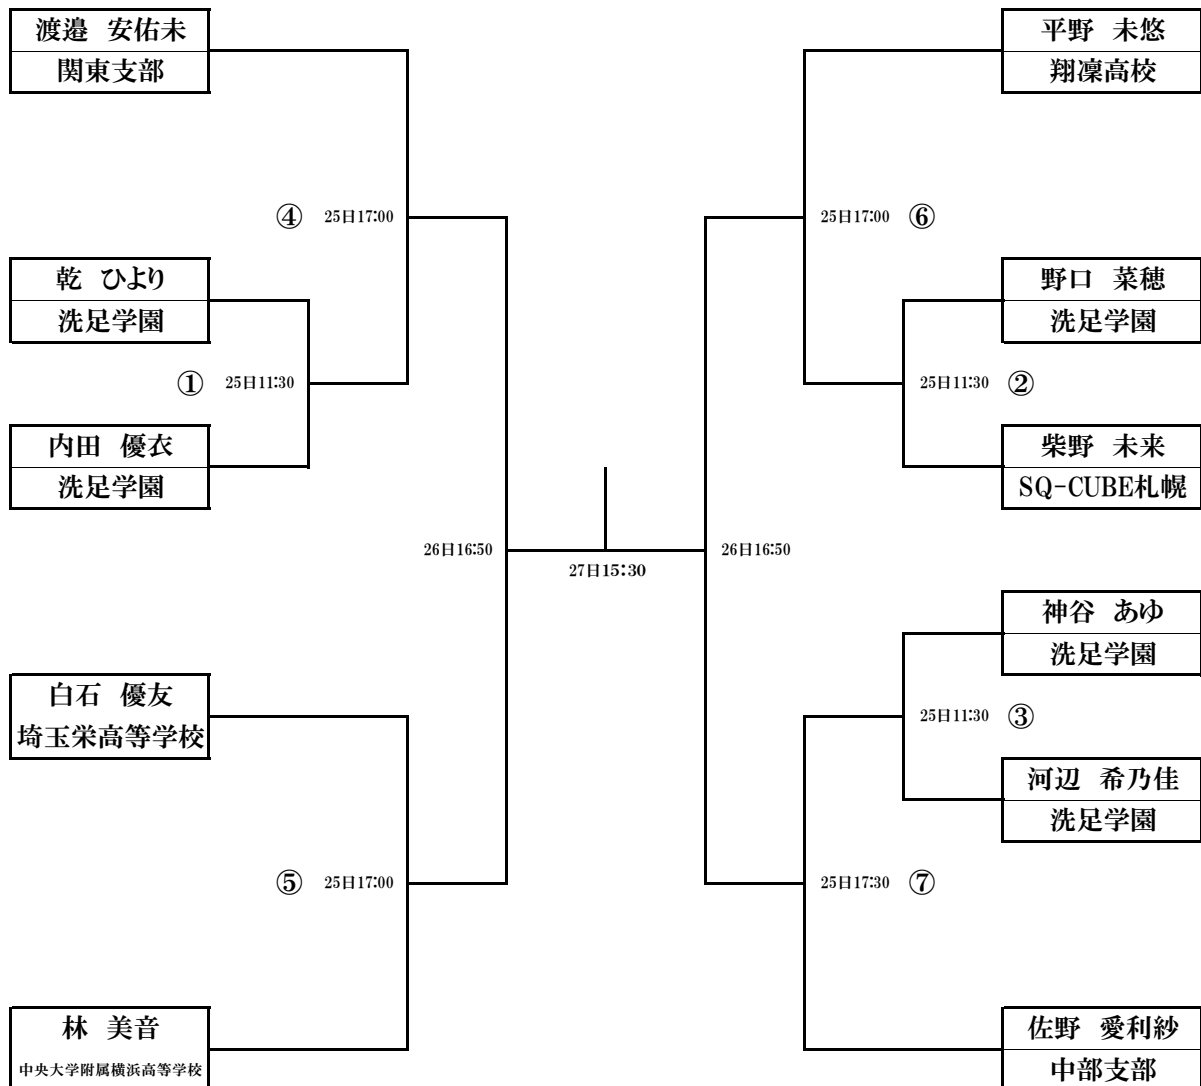 渡邉 安佑未
関東支部
④ 25日17:00
乾 ひより
洗足学園
① 25日11:30
内田 優衣
洗足学園
26日16:50
白石 優友
埼玉栄高等学校
⑤ 25日17:00
林 美音
中央大学附属横浜高等学校
27日15:30
平野 未悠
翔凜高校
25日17:00 ⑥
野口 菜穂
洗足学園
25日11:30 ②
柴野 未来
SQ-CUBE札幌
26日16:50
神谷 あゆ
洗足学園
25日11:30 ③
河辺 希乃佳
洗足学園
25日17:30 ⑦
佐野 愛利紗
中部支部